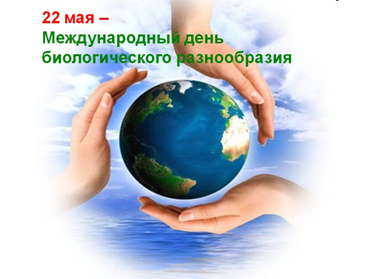 22 мая –
Международный день
биологического разнообразия